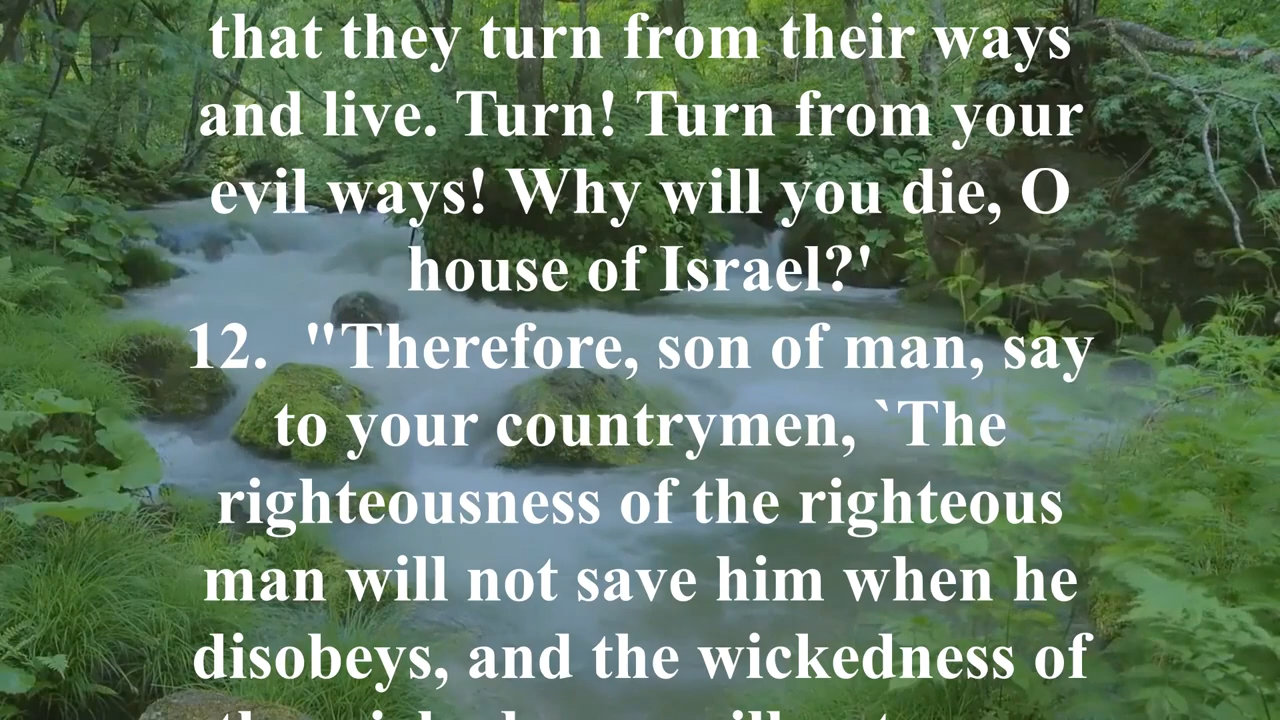 that they turn from their ways
and live. Turn! Turn from your
evil ways! Why will you die, O
house of Israel?'
12.  "Therefore, son of man, say
to your countrymen, `The
righteousness of the righteous
man will not save him when he
disobeys, and the wickedness of